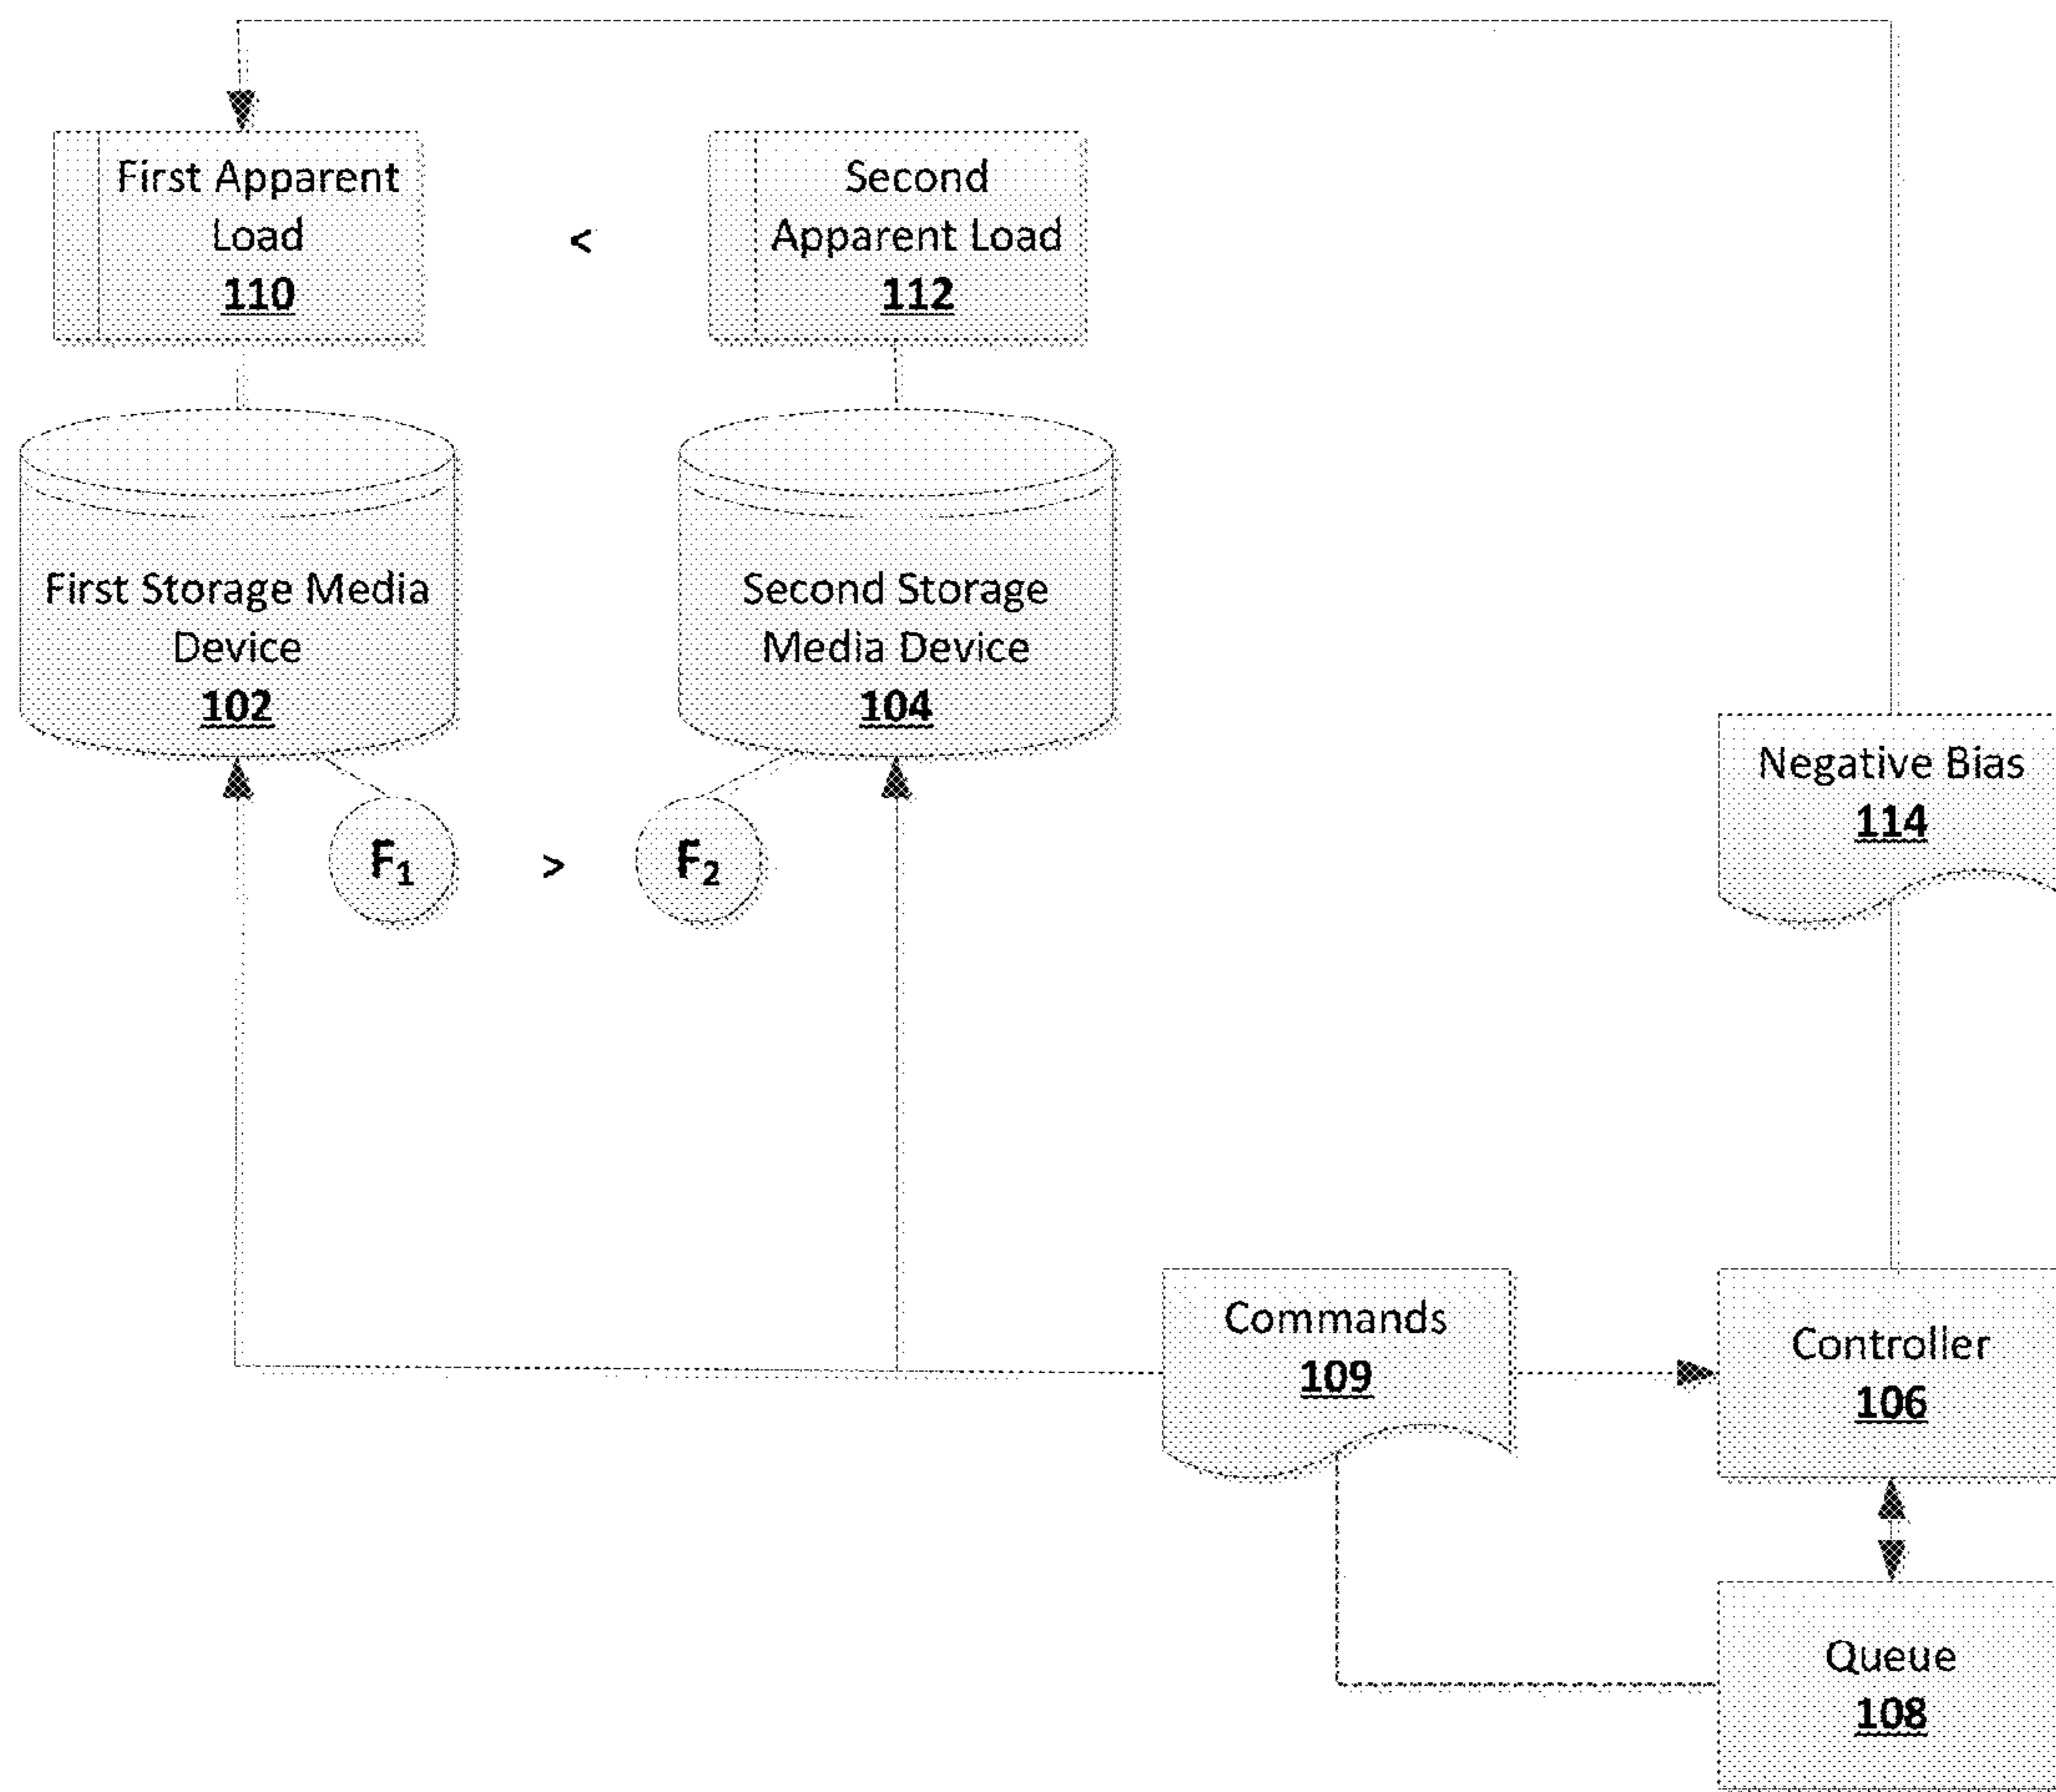 First Apparent
Load
110
<
Second
Apparent Load
112
First Storage Media
Device
102
Second Storage
Media Device
104
Negative Bias
114
F₁
>
F₂
Commands
109
Controller
106
Queue
108